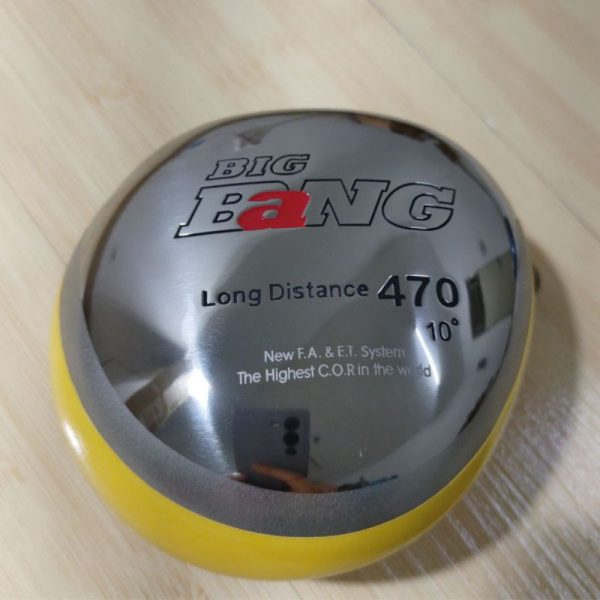 BIG
BaNG
Long Distance 470
10°
New F.A. & E.T. System
The Highest C.O.R in the world